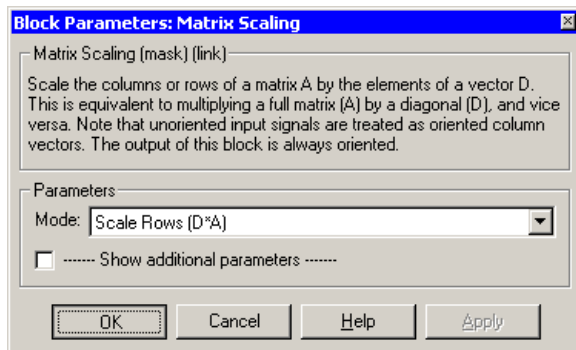 Block Parameters: Matrix Scaling
Matrix Scaling (mask) (link)
Scale the columns or rows of a matrix A by the elements of a vector D.
This is equivalent to multiplying a full matrix (A) by a diagonal (D), and vice
versa. Note that unoriented input signals are treated as oriented column
vectors. The output of this block is always oriented.
Parameters
Mode: Scale Rows (D*A)
------- Show additional parameters -------
OK Cancel Help Apply